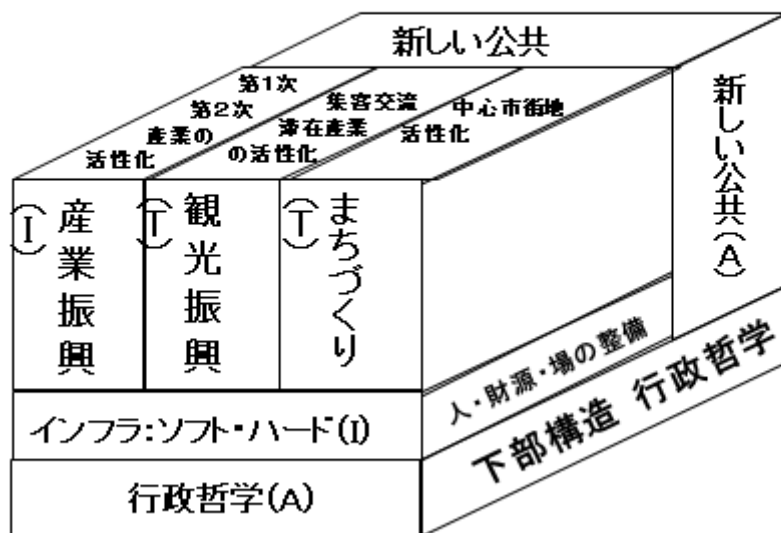 新しい公共
第1次
第2次
産業の
活性化
集客交流
滞在産業
の活性化
中心市街地
活性化
産業振興(I)
観光振興(T)
まちづくり(T)
新しい公共(A)
人・財源・場の整備
インフラ:ソフト・ハード(I)
下部構造 行政哲学
行政哲学(A)